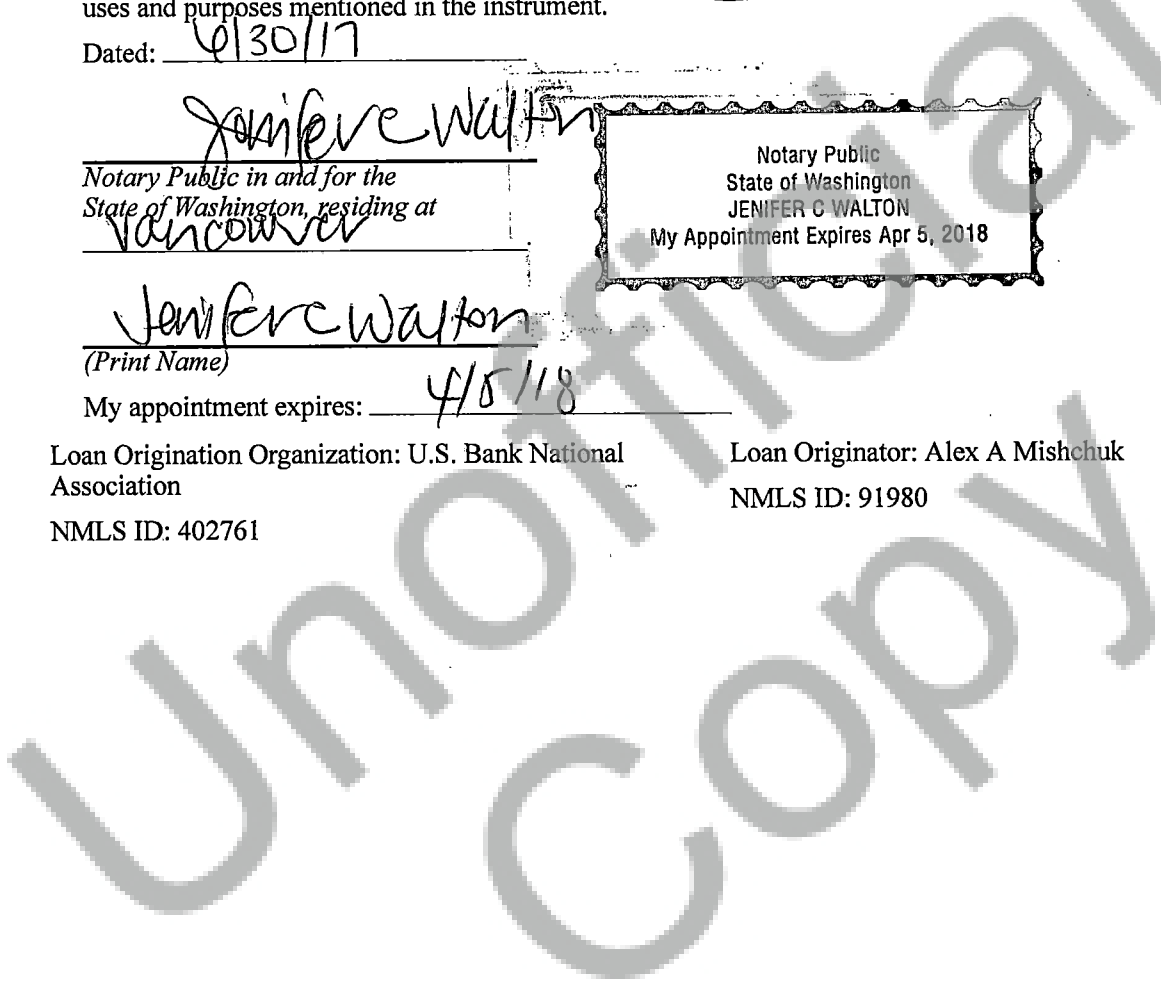 uses and purposes mentioned in the instrument.
Dated: 6/30/17
Jenifer C Walton
Notary Public in and for the
State of Washington, residing at
Vancouver
Notary Public
State of Washington
JENIFER C WALTON
My Appointment Expires Apr 5, 2018
Jenifer C Walton
(Print Name)
My appointment expires: 4/5/18
Loan Origination Organization: U.S. Bank National
Association
NMLS ID: 402761
Loan Originator: Alex A Mishchuk
NMLS ID: 91980
Unofficial
Copy